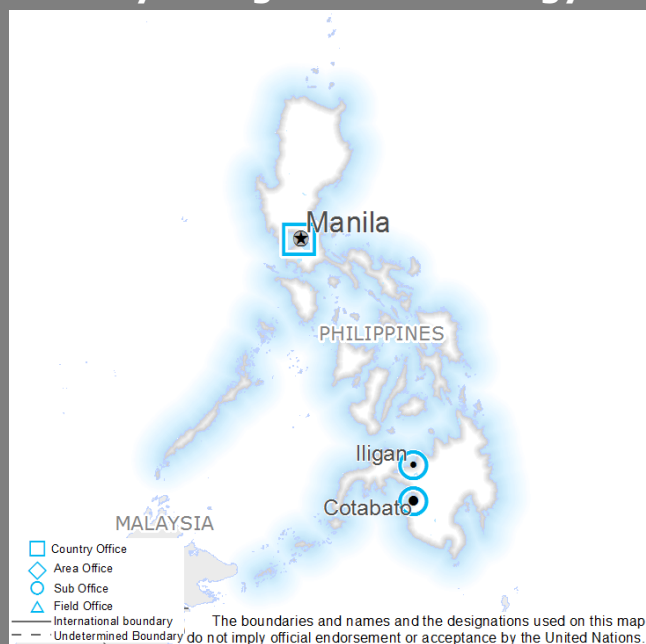 Manila
PHILIPPINES
Iligan
Cotabato
MALAYSIA
Country Office
Area Office
Sub Office
Field Office
International boundary
Undetermined Boundary
The boundaries and names and the designations used on this map
do not imply official endorsement or acceptance by the United Nations.